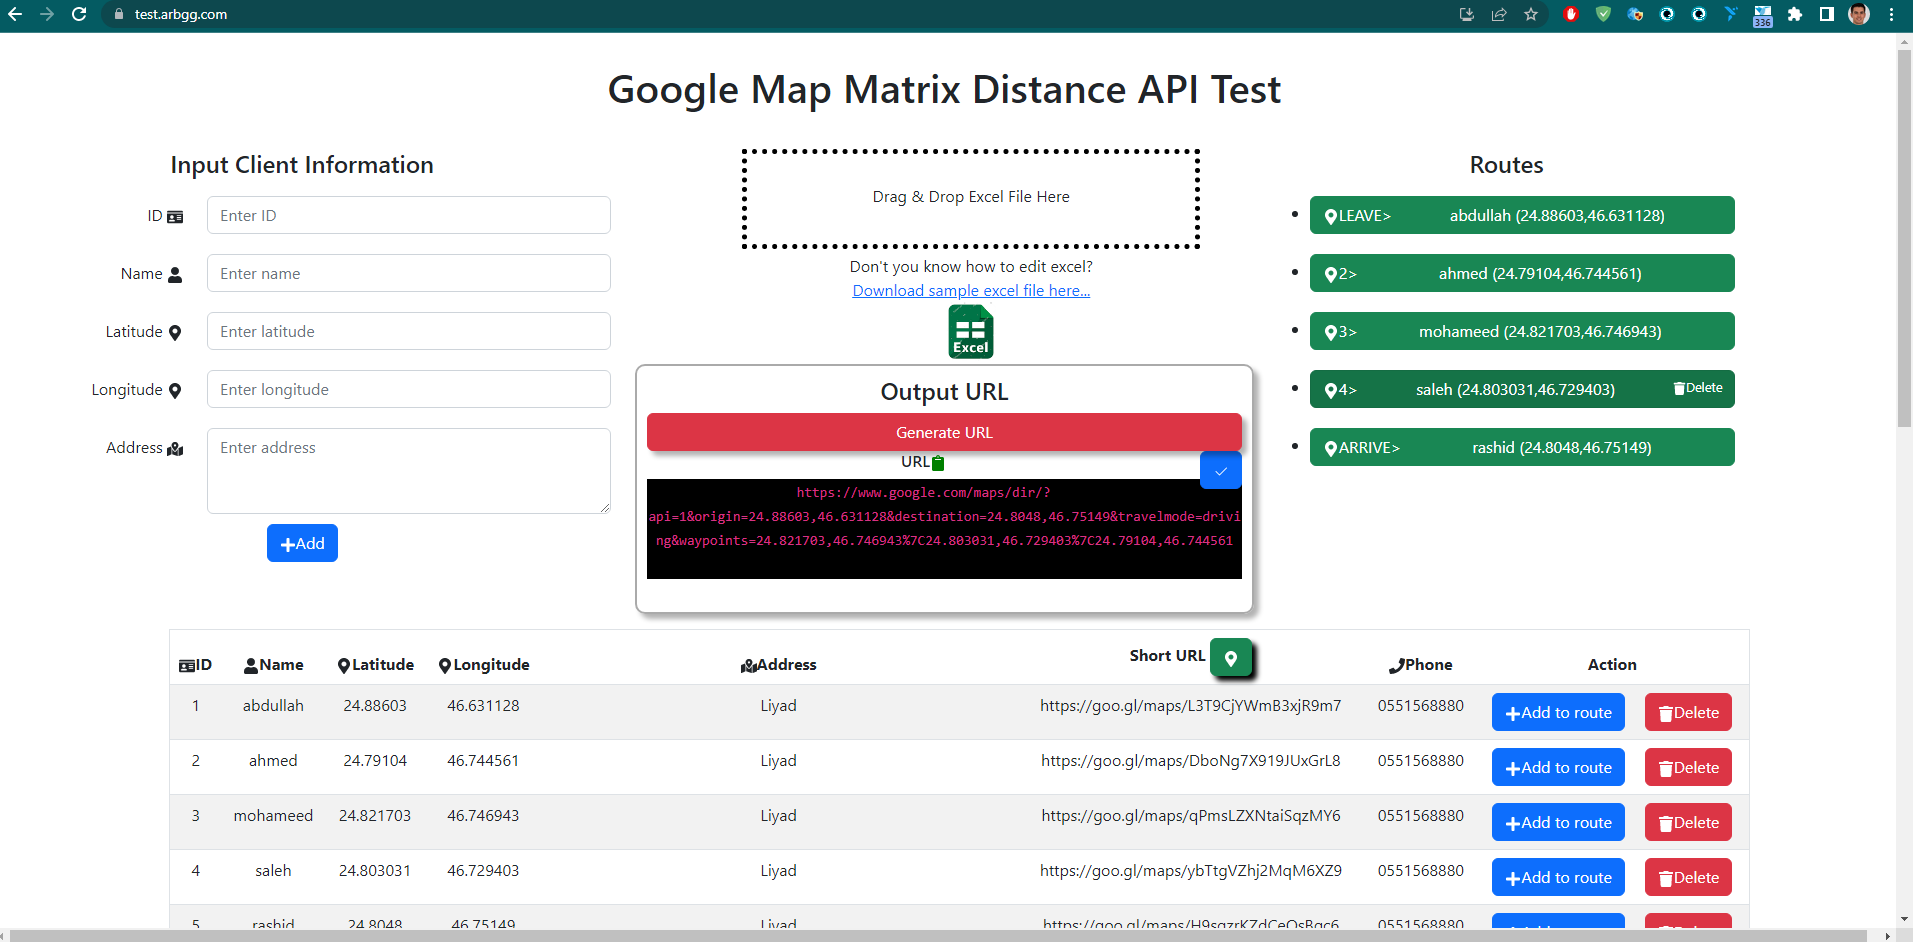 test.arbgg.com
336
Google Map Matrix Distance API Test
Input Client Information
ID
Enter ID
Name
Enter name
Latitude
Enter latitude
Longitude
Enter longitude
Address
Enter address
Add
Drag & Drop Excel File Here
Don't you know how to edit excel?
Download sample excel file here...
Excel
Output URL
Generate URL
URL
https://www.google.com/maps/dir/?
api=1&origin=24.88603,46.631128&destination=24.8048,46.75149&travelmode=drivi
ng&waypoints=24.821703,46.746943%7C24.803031,46.729403%7C24.79104,46.744561
Routes
LEAVE> abdullah (24.88603,46.631128)
2> ahmed (24.79104,46.744561)
3> mohameed (24.821703,46.746943)
4> saleh (24.803031,46.729403) Delete
ARRIVE> rashid (24.8048,46.75149)
ID Name Latitude Longitude Address Short URL Phone Action
1 abdullah 24.88603 46.631128 Liyad https://goo.gl/maps/L3T9CjYWmB3xjR9m7 0551568880 Add to route Delete
2 ahmed 24.79104 46.744561 Liyad https://goo.gl/maps/DboNg7X919JUxGrL8 0551568880 Add to route Delete
3 mohameed 24.821703 46.746943 Liyad https://goo.gl/maps/qPmsLZXNtaiSqzMY6 0551568880 Add to route Delete
4 saleh 24.803031 46.729403 Liyad https://goo.gl/maps/ybTtgVZhj2MqM6XZ9 0551568880 Add to route Delete
5 rashid 24.8048 46.75149 Liyad 0551568880